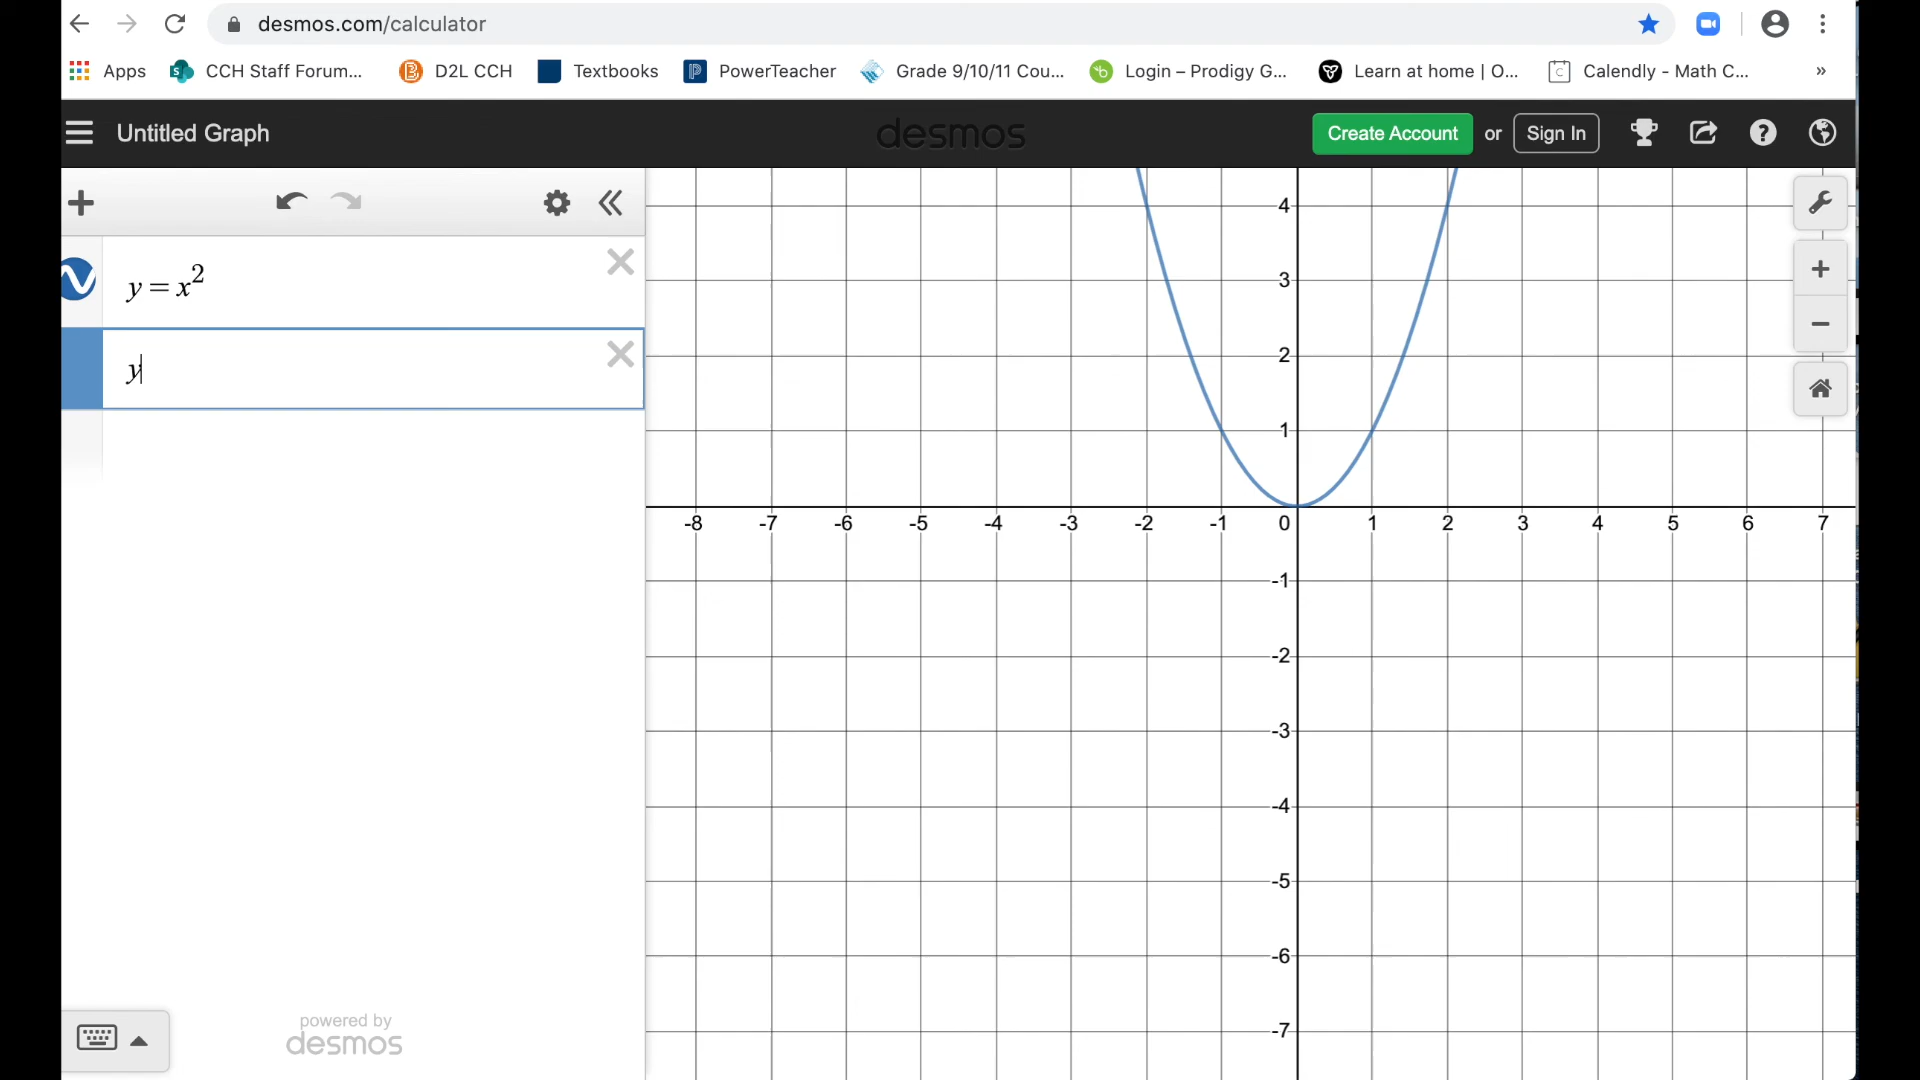 desmos.com/calculator
Apps
CCH Staff Forum...
D2L CCH
Textbooks
PowerTeacher
Grade 9/10/11 Cou...
Login – Prodigy G...
Learn at home | O...
Calendly - Math C...
»
Untitled Graph
desmos
Create Account or Sign In
y = x²
y
4
3
2
1
-8 -7 -6 -5 -4 -3 -2 -1 0 1 2 3 4 5 6 7
-1
-2
-3
-4
-5
-6
-7
powered by
desmos